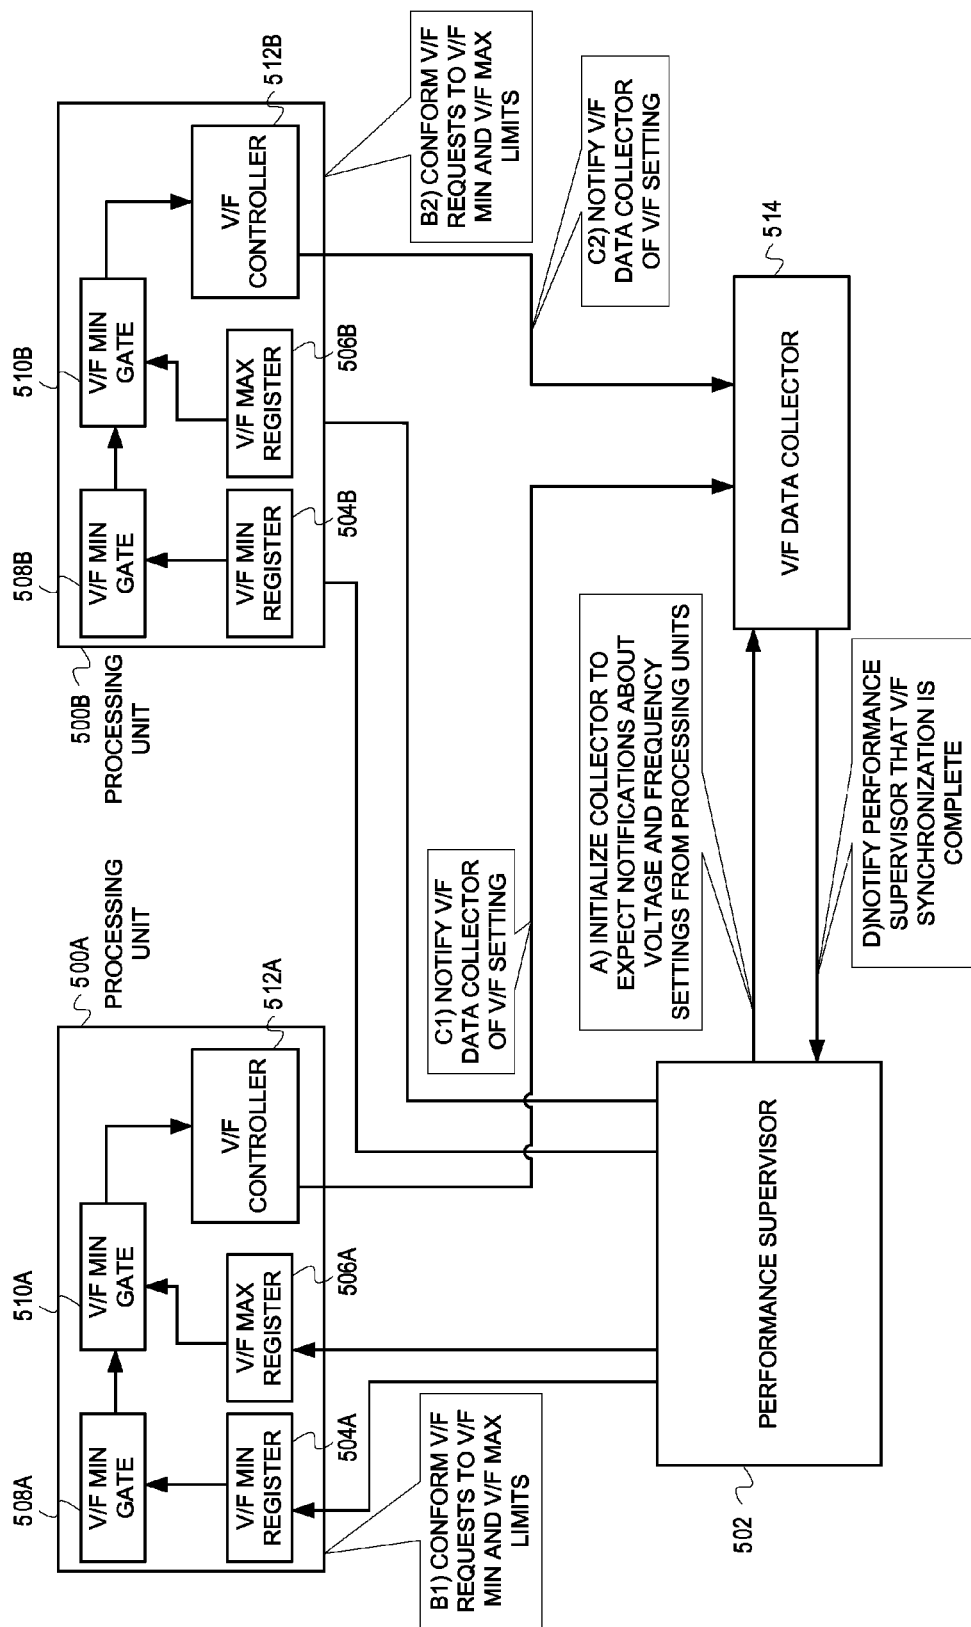 500A
PROCESSING
UNIT
508A
V/F MIN
GATE
510A
V/F MIN
GATE
V/F MIN
REGISTER
504A
V/F MAX
REGISTER
506A
V/F
CONTROLLER
512A
B1) CONFORM V/F
REQUESTS TO V/F
MIN AND V/F MAX
LIMITS
500B
PROCESSING
UNIT
508B
V/F MIN
GATE
510B
V/F MIN
GATE
V/F MIN
REGISTER
504B
V/F MAX
REGISTER
506B
V/F
CONTROLLER
512B
B2) CONFORM V/F
REQUESTS TO V/F
MIN AND V/F MAX
LIMITS
C1) NOTIFY V/F
DATA COLLECTOR
OF V/F SETTING
C2) NOTIFY V/F
DATA COLLECTOR
OF V/F SETTING
A) INITIALIZE COLLECTOR TO
EXPECT NOTIFICATIONS ABOUT
VOLTAGE AND FREQUENCY
SETTINGS FROM PROCESSING UNITS
502
PERFORMANCE SUPERVISOR
V/F DATA COLLECTOR
514
D)NOTIFY PERFORMANCE
SUPERVISOR THAT V/F
SYNCHRONIZATION IS
COMPLETE